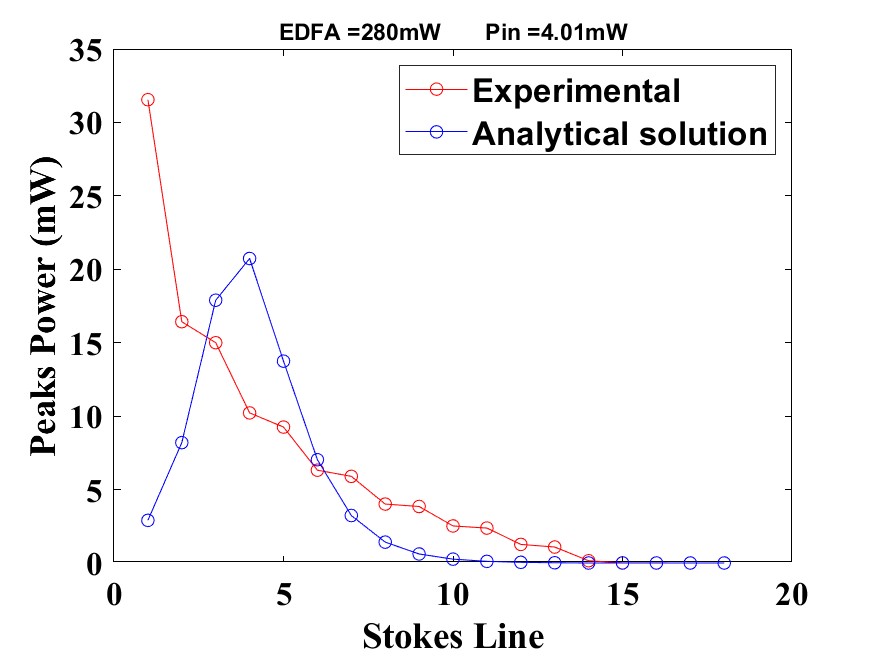 EDFA =280mW Pin =4.01mW
Experimental
Analytical solution
Peaks Power (mW)
35
30
25
20
15
10
5
0
0 5 10 15 20
Stokes Line